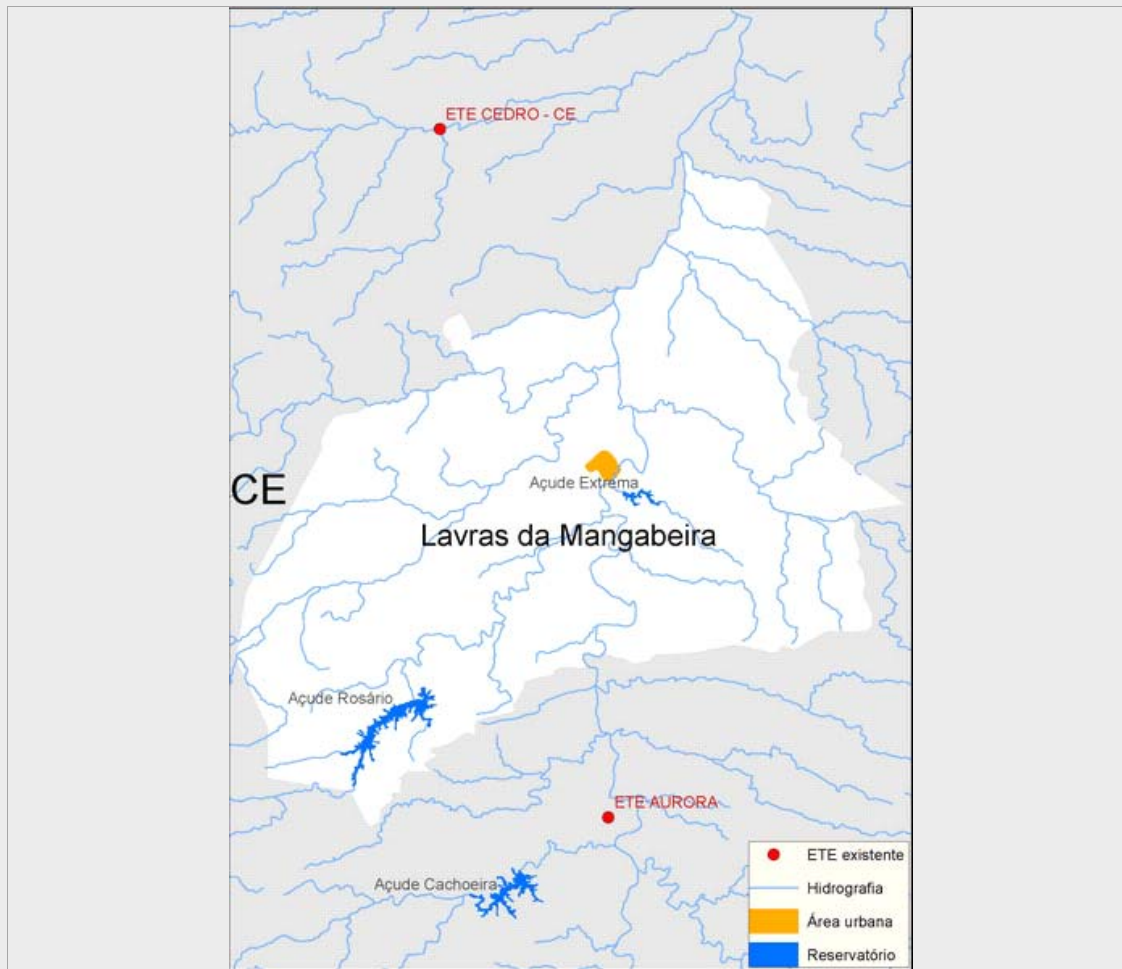 ETE CEDRO - CE
Açude Extrema
CE
Lavras da Mangabeira
Açude Rosário
ETE AURORA
Açude Cachoeira
ETE existente
Hidrografia
Área urbana
Reservatório